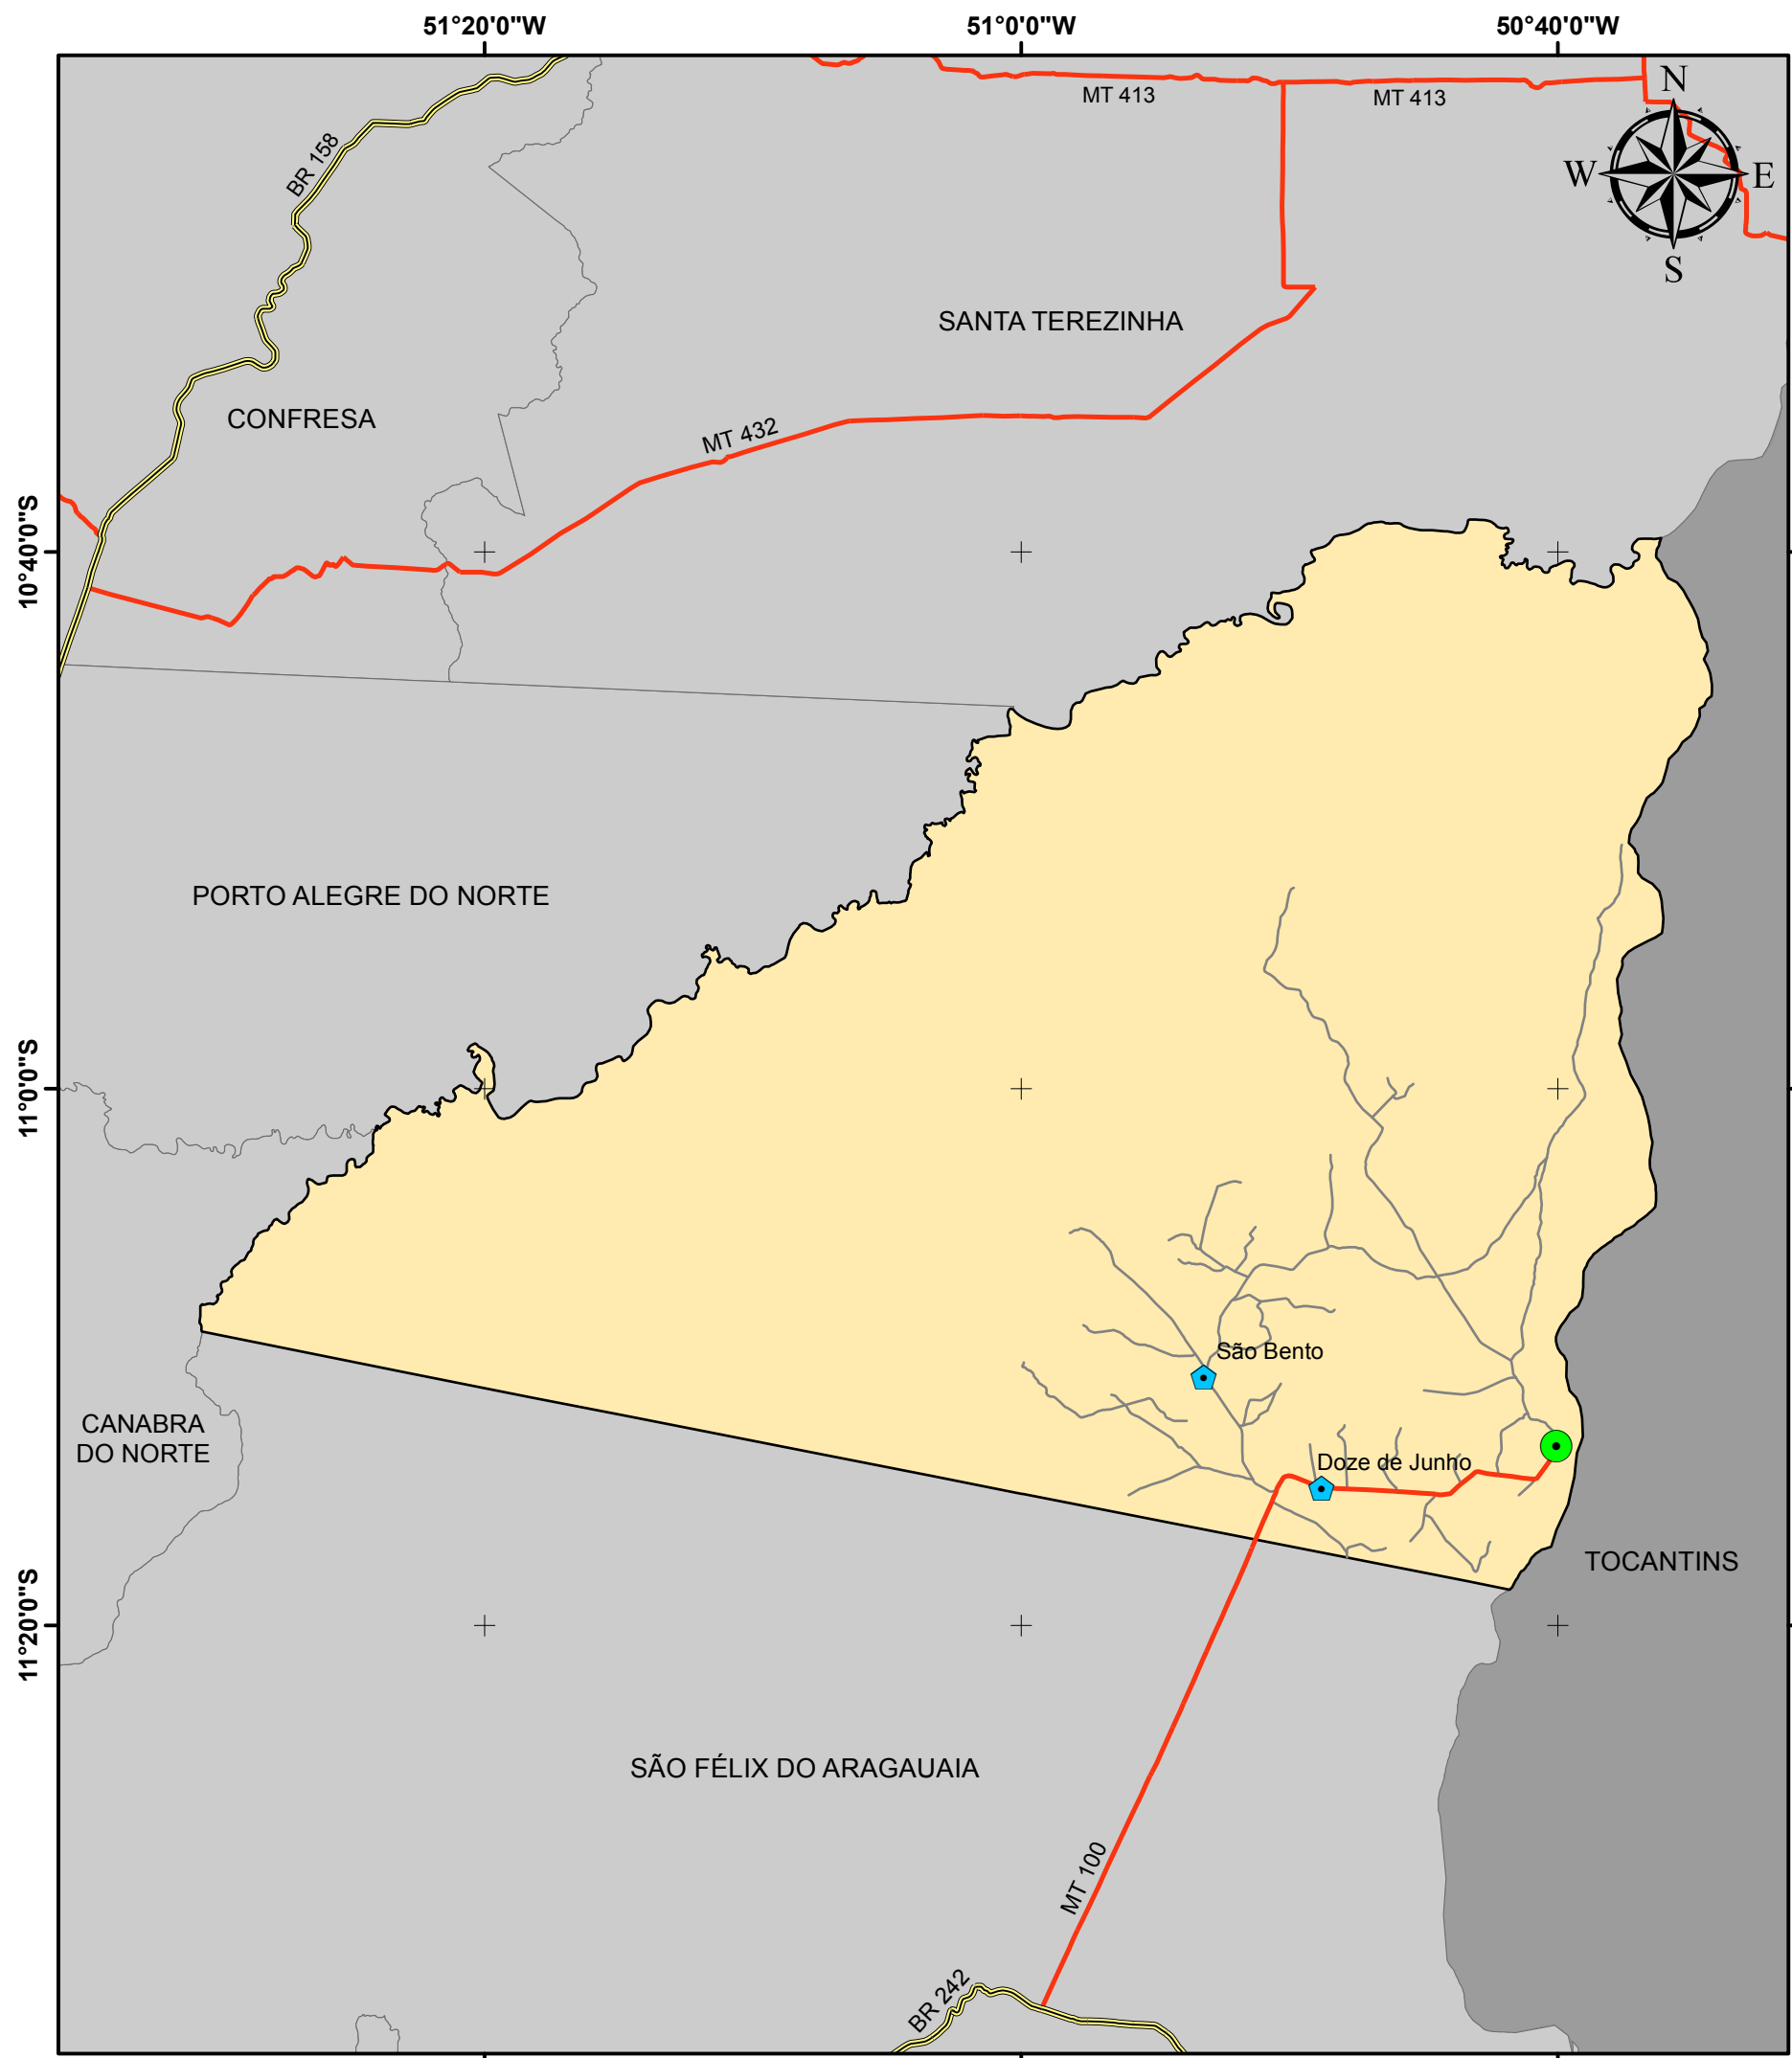 51°20'0"W
51°0'0"W
50°40'0"W
N
W
E
S
MT 413
MT 413
BR 158
SANTA TEREZINHA
CONFRESA
MT 432
10°40'0"S
PORTO ALEGRE DO NORTE
11°0'0"S
São Bento
CANABRA
DO NORTE
Doze de Junho
TOCANTINS
11°20'0"S
SÃO FÉLIX DO ARAGAUAIA
MT 100
BR 242